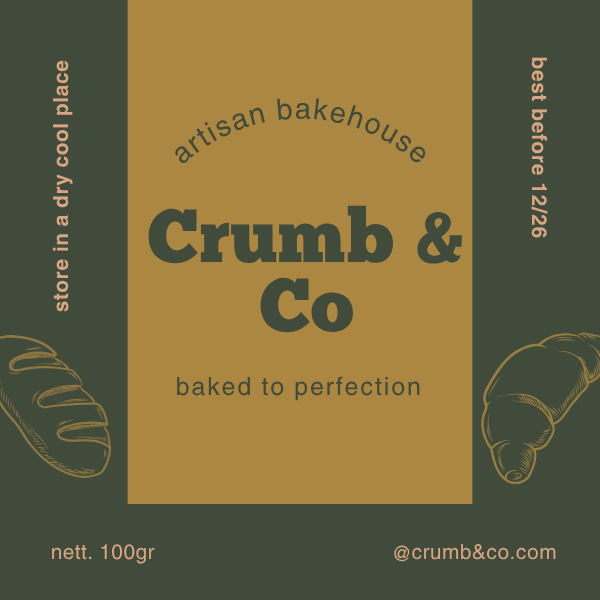 artisan bakehouse
Crumb &
Co
baked to perfection
store in a dry cool place
best before 12/26
nett. 100gr
@crumb&co.com